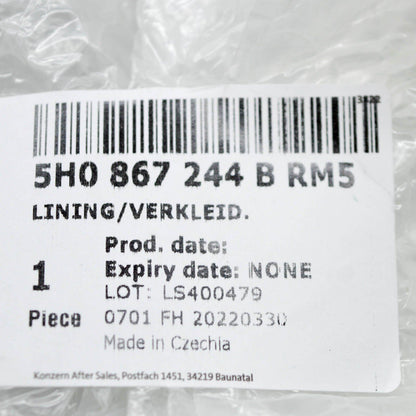 3522
5H0 867 244 B RM5
LINING/VERKLEID.
Prod. date:
1 Expiry date: NONE
LOT: LS400479
Piece 0701 FH 20220330
Made in Czechia
Konzern After Sales, Postfach 1451, 34219 Baunatal